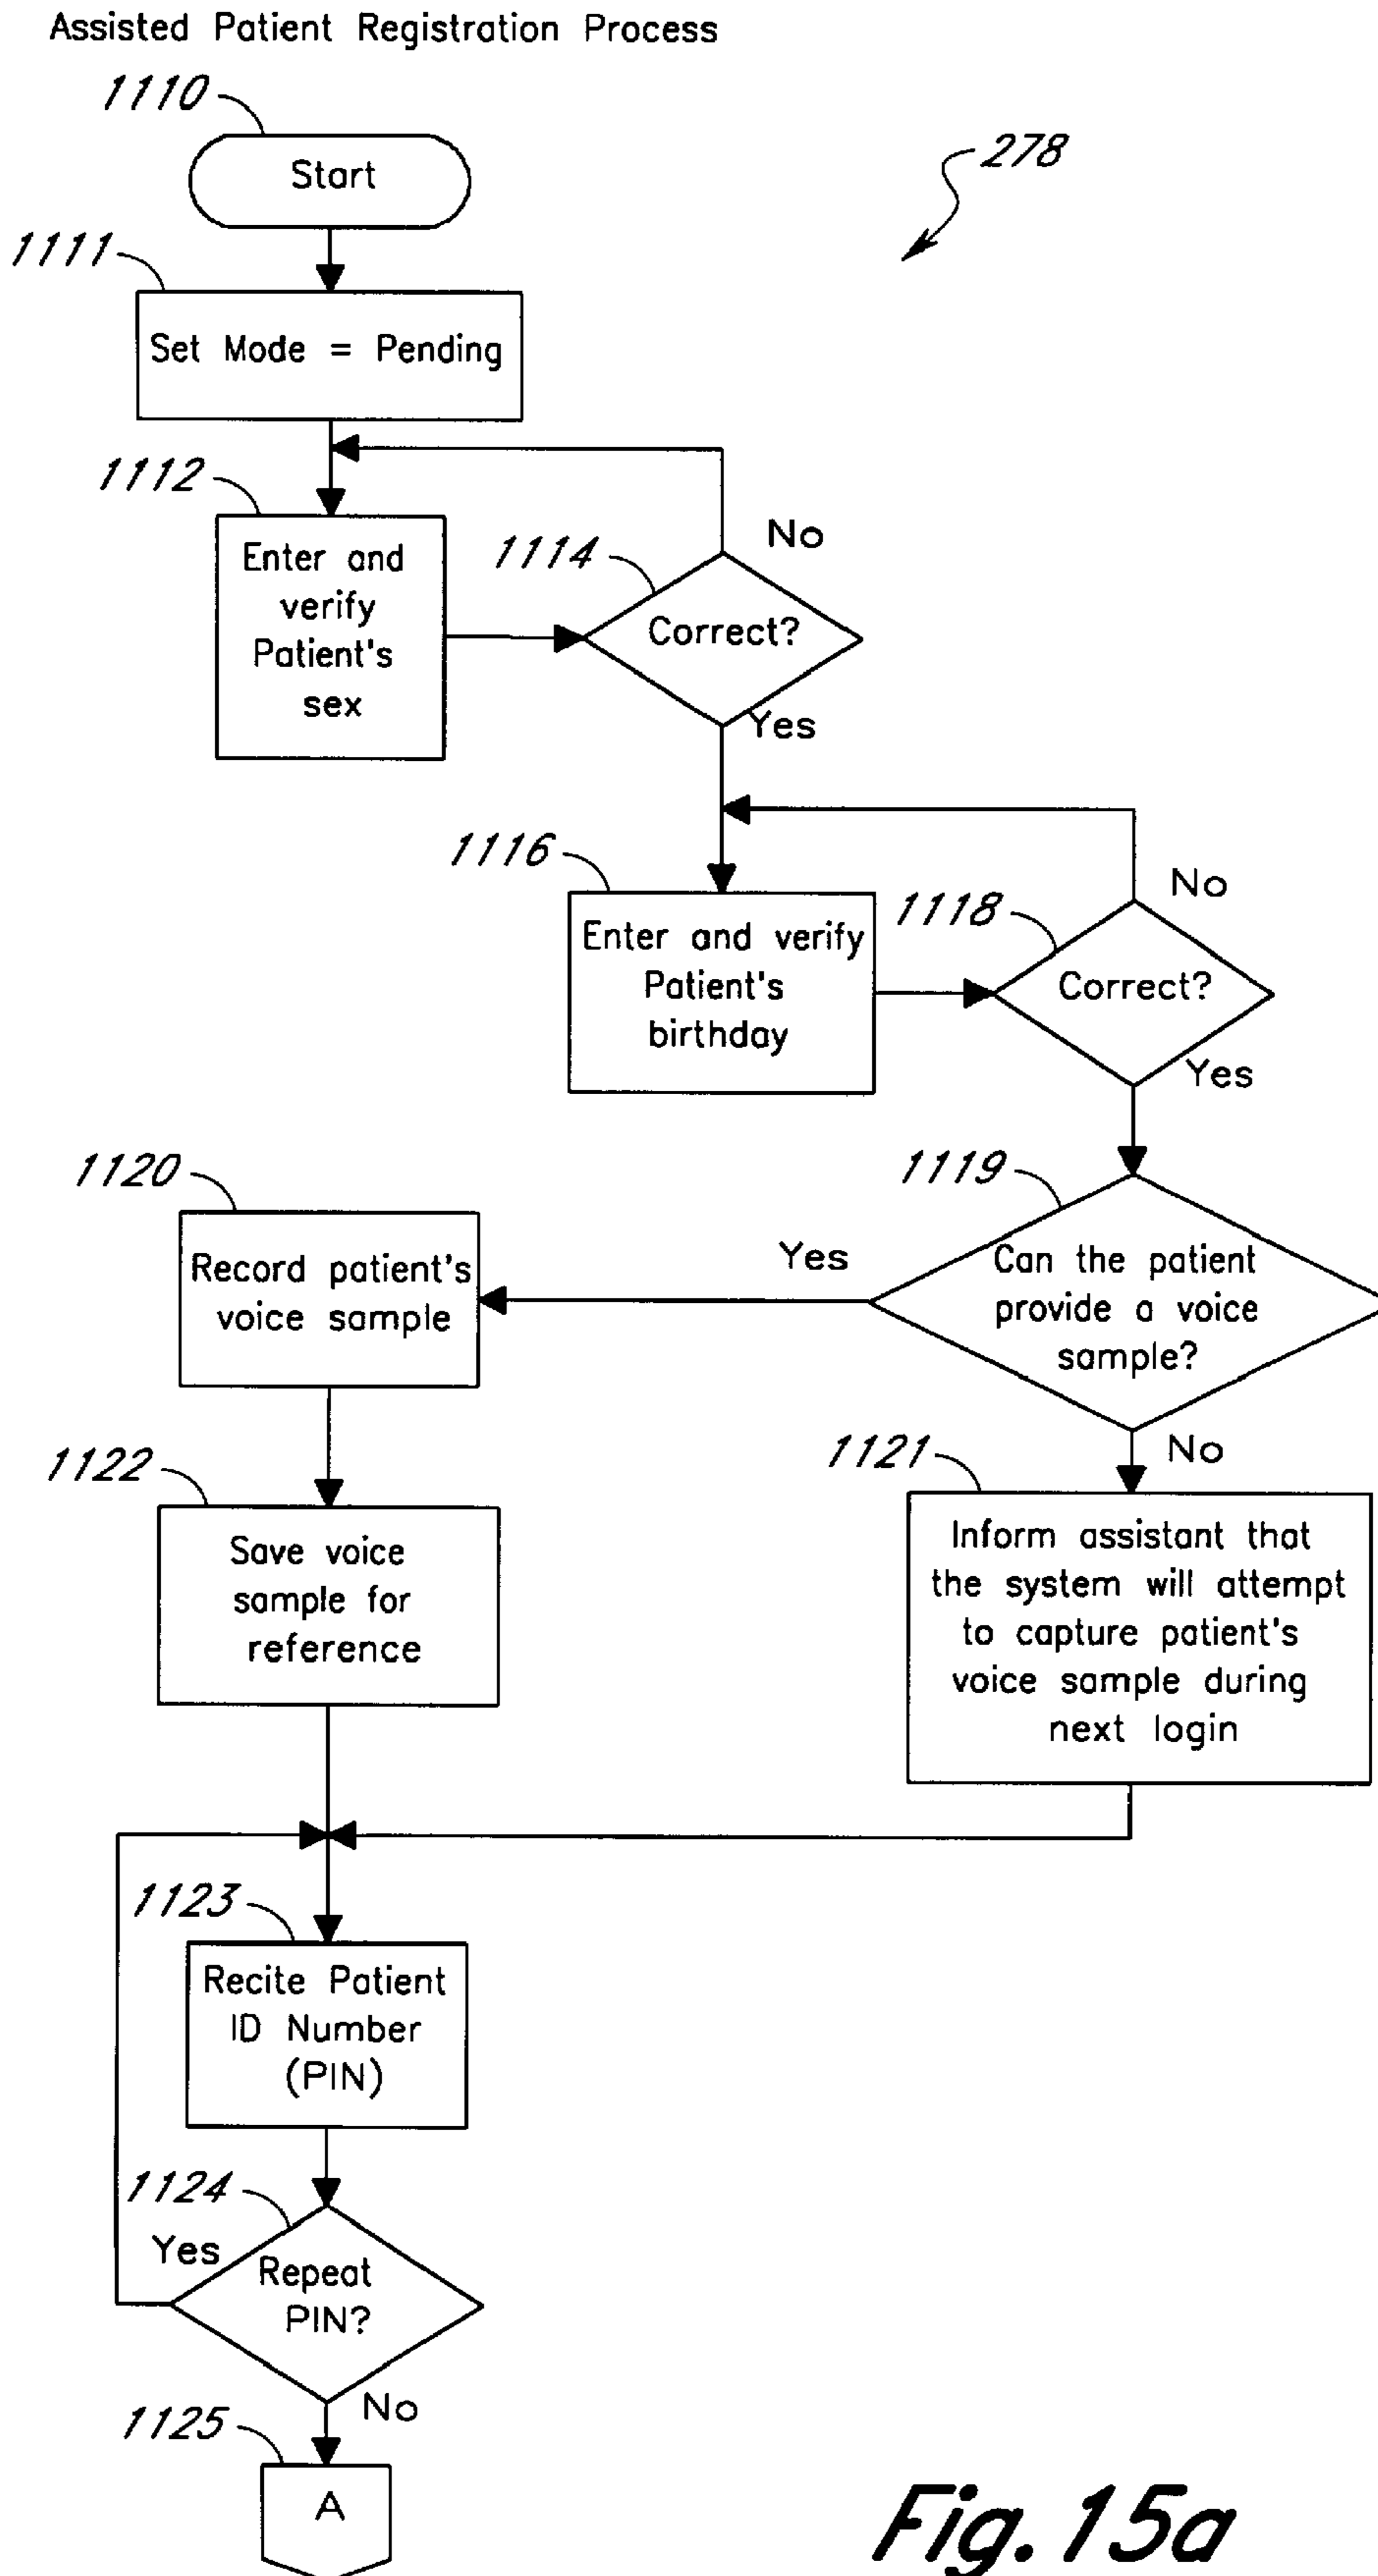 Assisted Patient Registration Process
1110
Start
278
1111
Set Mode = Pending
1112
Enter and
verify
Patient's
sex
1114
No
Correct?
Yes
1116
Enter and verify
Patient's
birthday
1118
No
Correct?
Yes
1119
Can the patient
provide a voice
sample?
Yes
No
1120
Record patient's
voice sample
1121
Inform assistant that
the system will attempt
to capture patient's
voice sample during
next login
1122
Save voice
sample for
reference
1123
Recite Patient
ID Number
(PIN)
1124
Yes
Repeat
PIN?
No
1125
A
Fig. 15a